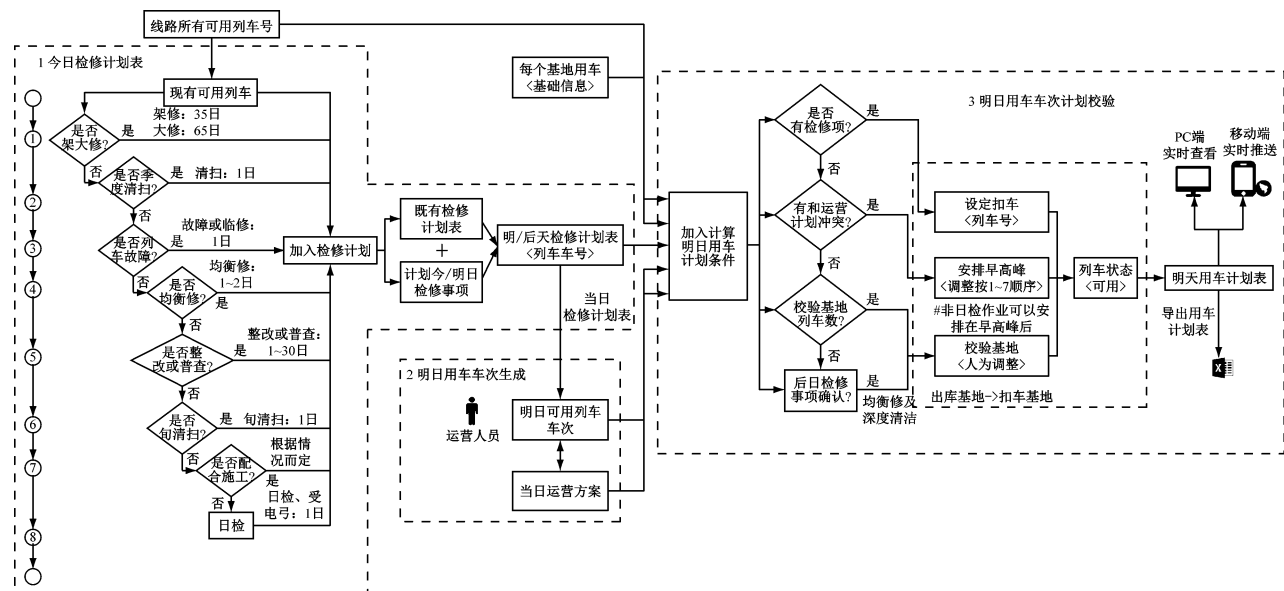 线路所有可用列车号
1 今日检修计划表
现有可用列车
架修：35日
大修：65日
是否
架大修?
是
否
①
是否季
度清扫?
是
清扫：1日
否
②
是否列
车故障?
故障或临修：
是
1日
否
③
是否
均衡修?
均衡修：
1~2日
是
否
④
是否整
改或普查?
整改或普查：
是
1~30日
否
⑤
是否
旬清扫?
是
旬清扫：1日
否
⑥
是否配
合施工?
根据情
况而定
是
否
⑦
日检
日检、受
电弓：1日
⑧
加入检修计划
既有检修
计划表
+
计划今/明日
检修事项
明/后天检修计划表
<列车车号>
当日
检修计划表
2 明日用车车次生成
运营人员
明日可用列车
车次
当日运营方案
每个基地用车
<基础信息>
加入计算
明日用车
计划条件
3 明日用车车次计划校验
是否
有检修项?
是
否
有和运营
计划冲突?
是
否
校验基地
列车数?
是
否
后日检修
事项确认?
是
均衡修及
深度清洁
设定扣车
<列车号>
安排早高峰
<调整按1~7顺序>
#非日检作业可以安
排在早高峰后
校验基地
<人为调整>
出库基地->扣车基地
列车状态
<可用>
PC端
实时查看
移动端
实时推送
明天用车计划表
导出用车
计划表
X